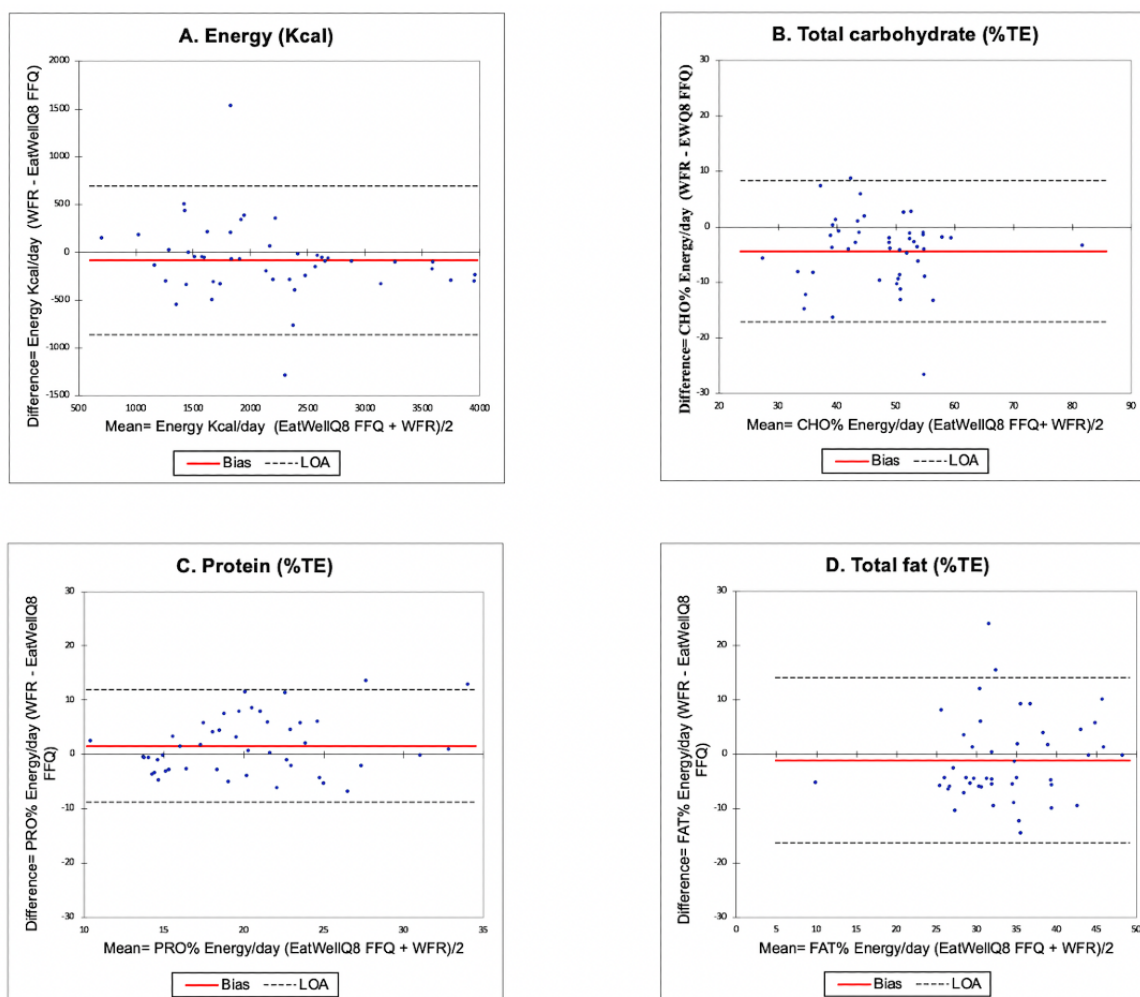 A. Energy (Kcal)
Difference= Energy Kcal/day (WFR - EatWellQ8 FFQ)
2000
1500
1000
500
0
-500
-1000
-1500
500 1000 1500 2000 2500 3000 3500 4000
Mean= Energy Kcal/day (EatWellQ8 FFQ + WFR)/2
Bias LOA
B. Total carbohydrate (%TE)
Difference= CHO% Energy/day (WFR - EWQ8 FFQ)
30
20
10
0
-10
-20
-30
20 30 40 50 60 70 80 90
Mean= CHO% Energy/day (EatWellQ8 FFQ+ WFR)/2
Bias LOA
C. Protein (%TE)
Difference= PRO% Energy/day (WFR - EatWellQ8
FFQ)
30
20
10
0
-10
-20
-30
10 15 20 25 30 35
Mean= PRO% Energy/day (EatWellQ8 FFQ + WFR)/2
Bias LOA
D. Total fat (%TE)
Difference= FAT% Energy/day (WFR - EatWellQ8
FFQ)
30
20
10
0
-10
-20
-30
0 5 10 15 20 25 30 35 40 45 50
Mean= FAT% Energy/day (EatWellQ8 FFQ + WFR)/2
Bias LOA